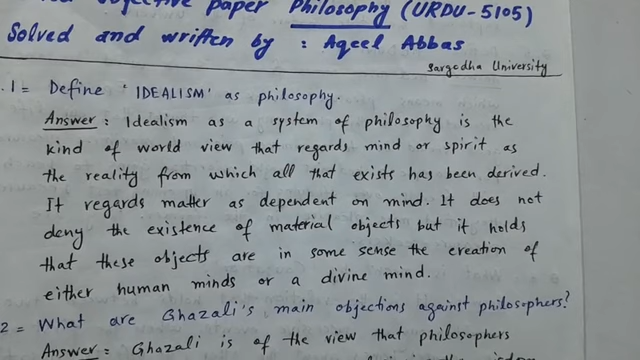 objective paper Philosophy (URDU-5105)
Solved and written by : Aqeel Abbas
Sargodha University
.1 = Define 'IDEALISM' as philosophy.
Answer : Idealism as a system of philosophy is the
kind of world view that regards mind or spirit as
the reality from which all that exists has been derived.
It regards matter as dependent on mind. It does not
deny the existence of material objects but it holds
that these objects are in some sense the creation of
either human minds or a divine mind.
2 = What are Ghazali's main objections against philosophers?
Answer : Ghazali is of the view that philosophers